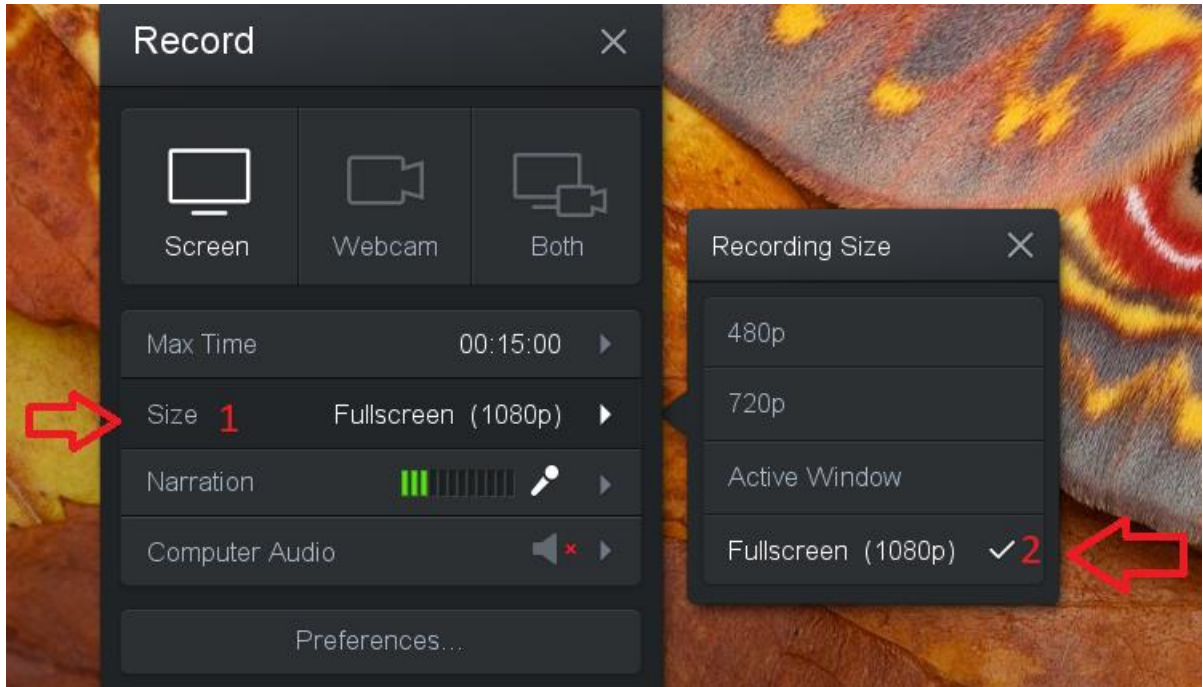 Record
Screen Webcam Both
Max Time 00:15:00
Size 1 Fullscreen (1080p)
Narration
Computer Audio
Preferences...
Recording Size
480p
720p
Active Window
Fullscreen (1080p) 2